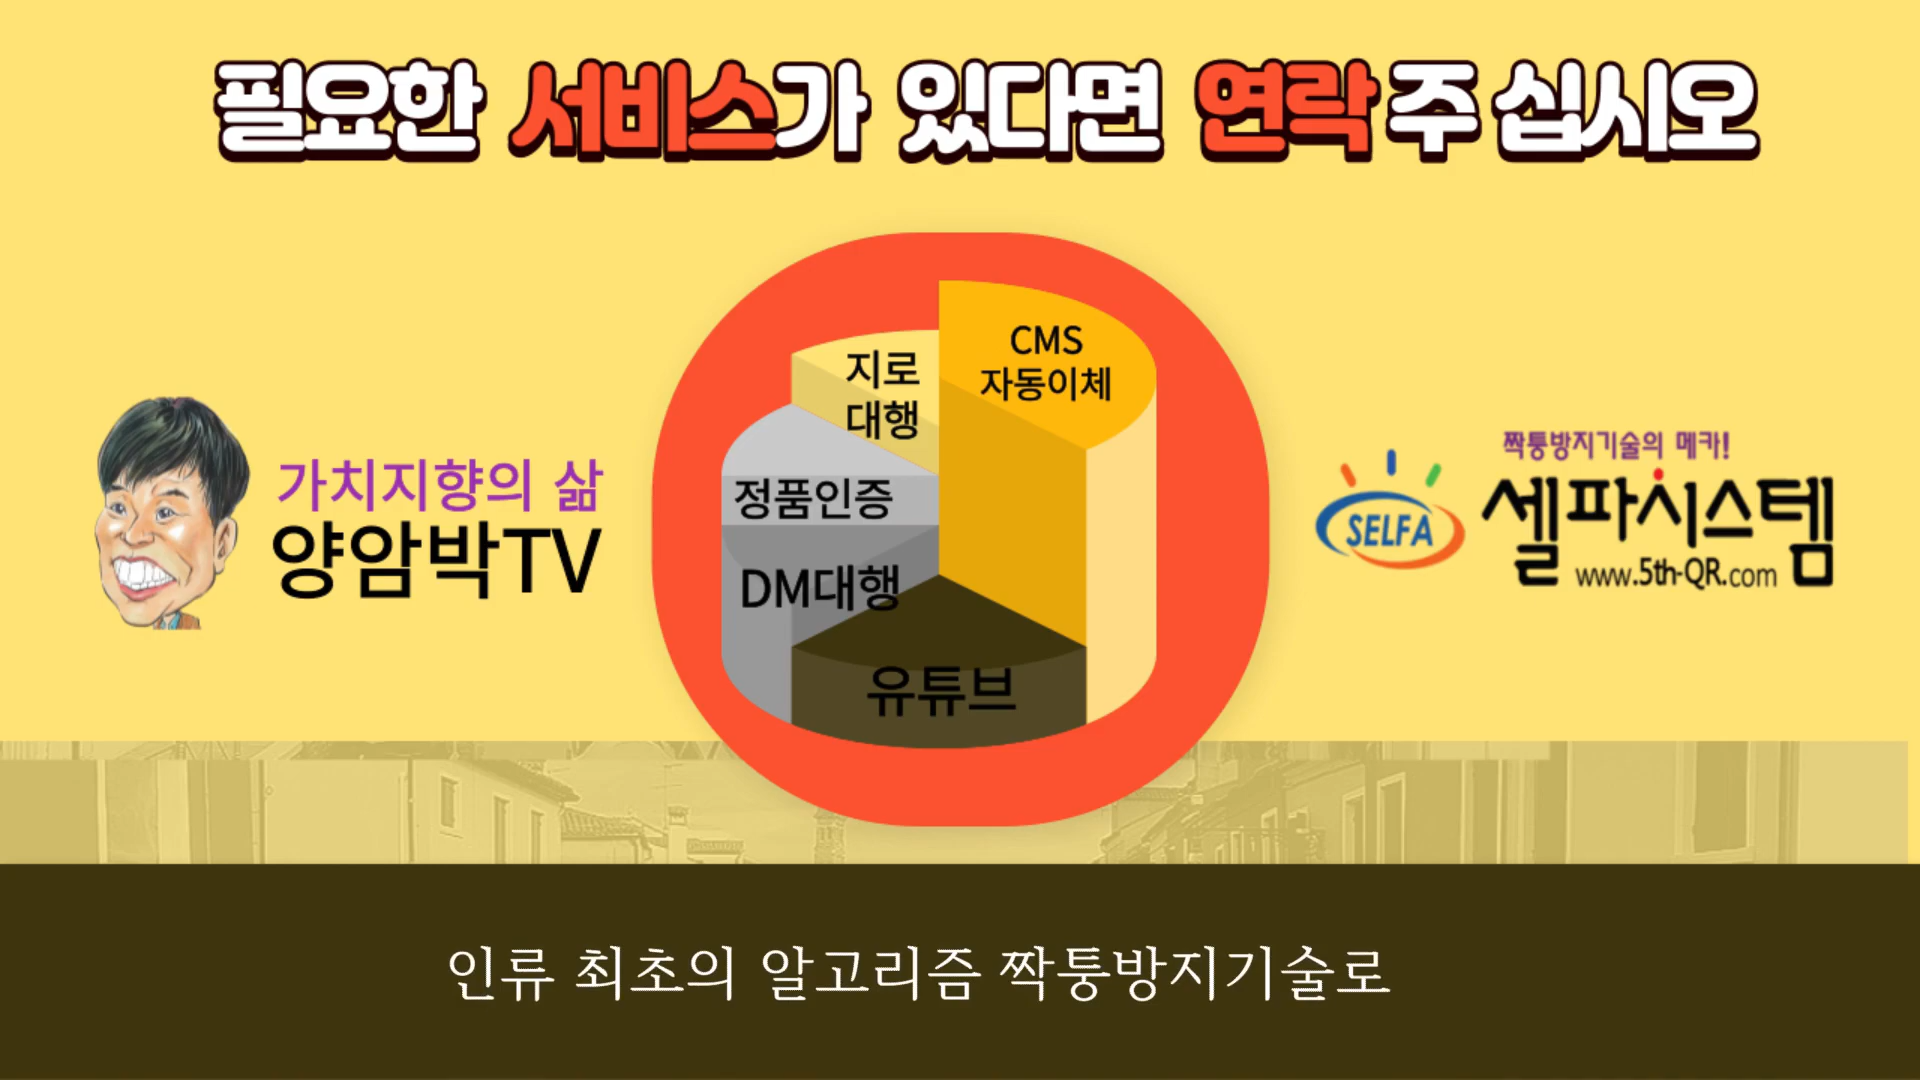 필요한 서비스가 있다면 연락주 십시오
CMS
자동이체
지로
대행
정품인증
DM대행
유튜브
가치지향의 삶
양암박TV
짝퉁방지기술의 메카!
SELFA
셀파시스템
www.5th-QR.com
인류 최초의 알고리즘 짝퉁방지기술로